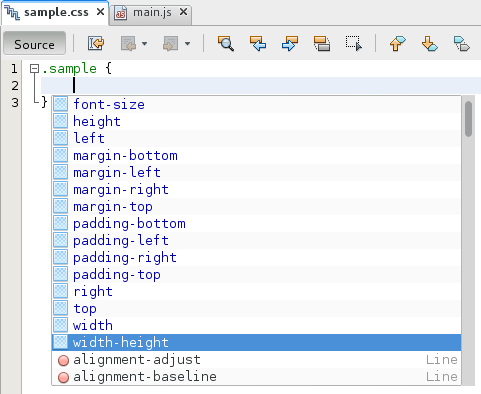 sample.css × main.js ×
Source
1 .sample {
2
3 }
font-size
height
left
margin-bottom
margin-left
margin-right
margin-top
padding-bottom
padding-left
padding-right
padding-top
right
top
width
width-height
alignment-adjust Line
alignment-baseline Line